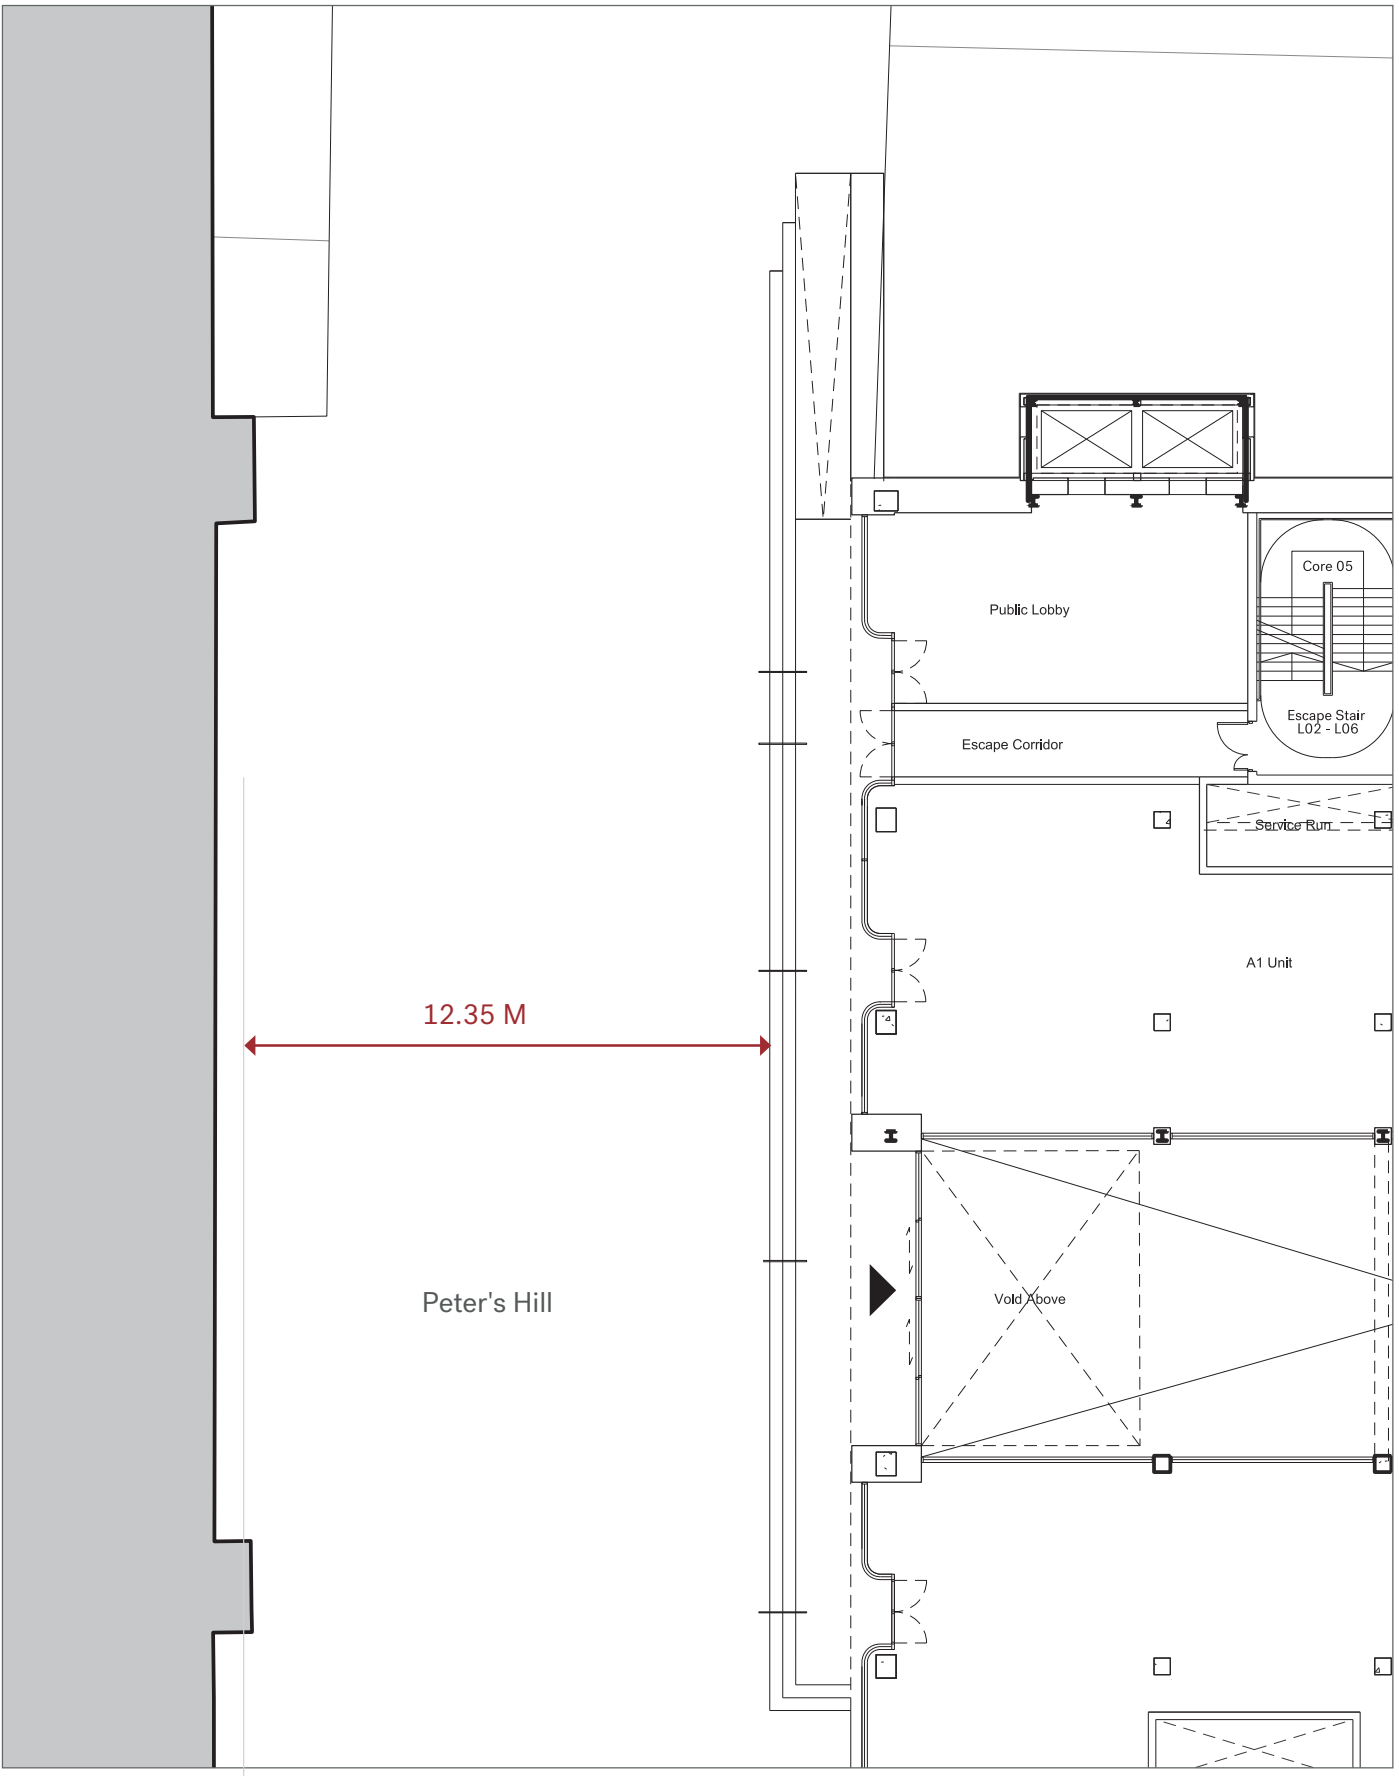 Core 05
Public Lobby
Escape Stair
L02 - L06
Escape Corridor
Service Run
A1 Unit
12.35 M
Void Above
Peter's Hill